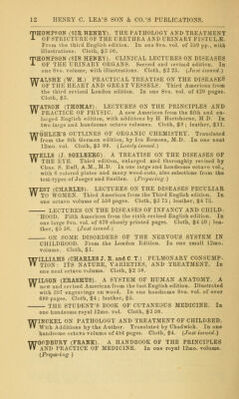 12 HENRY C. LEA'S SON & CO.'S PUBLICATIONS.
THOMPSON (SIR HENRY). THE PATHOLOGY AND TREATMENT
OF STRICTURE OF THE URETHRA AND URINARY FISTULÆ.
From the third English edition. In one 8vo. vol. of 359 pp., with
illustrations. Cloth, $3 50.
THOMPSON (SIR HENRY). CLINICAL LECTURES ON DISEASES
OF THE URINARY ORGANS. Second and revised edition. In
one 8vo. volume, with illustrations. Cloth, $2 25. (Just issued.)
WALSHE (W. H.) PRACTICAL TREATISE ON THE DISEASES
OF THE HEART AND GREAT VESSELS. Third American from
the third revised London edition. In one 8vo. vol. of 420 pages.
Cloth, $3.
WATSON (THOMAS). LECTURES ON THE PRINCIPLES AND
PRACTICE OF PHYSIC. A new American from the fifth and en-
larged English edition, with additions by H. Hartshorne, M.D. In
two large and handsome octavo volumes. Cloth, $9; leather, $11.
WÖHLER'S OUTLINES OF ORGANIC CHEMISTRY. Translated
from the 8th German edition, by Ira Remsen, M.D. In one neat
12mo. vol. Cloth, $3 00. (Lately issued.)
WELLS (J. SOELBERG) A TREATISE ON THE DISEASES OF
THE EYE. Third edition, enlarged and thoroughly revised by
Chas. S. Bull A.M., M.D. In one large and handsome octavo vol.,
with 6 colored plates and many wood-cuts, also selections from the
test-types of Jaeger and Snellen. (Preparing.)
WEST (CHARLES). LECTURES ON THE DISEASES PECULIAR
TO WOMEN. Third American from the Third English edition. In
one octavo volume of 550 pages. Cloth, $3 75; leather, $4 75.
LECTURES ON THE DISEASES OF INFANCY AND CHILD-
HOOD. Fifth American from the sixth revised English edition. In
one large 8vo. vol. of 670 closely printed pages. Cloth, $4 50; lea-
ther, $5 50. (Just issued.)
ON SOME DISORDERS OF THE NERVOUS SYSTEM IN
CHILDHOOD. From the London Edition. In one small 12mo.
volume. Cloth, $1.
WILLIAMS (CHARLES J. B. and C. T.). PULMONARY CONSUMP-
TION: ITS NATURE, VARIETIES, AND TREATMENT. In
one neat octavo volume. Cloth, $2 50.
WILSON (ERASMUS). A SYSTEM OF HUMAN ANATOMY. A
new and revised American from the last English edition. Illustrated
with 397 engravings on wood. In one handsome 8vo. vol. of over
600 pages. Cloth, $4; leather, $5.
THE STUDENT'S BOOK OF CUTANEOUS MEDICINE. In
one handsome royal 12mo. vol. Cloth, $3 50.
WINCKEL ON PATHOLOGY AND TREATMENT OF CHILDBED.
With Additions by the Author. Translated by Chadwick. In one
handsome octavo volume of 484 pages. Cloth, $4. (Just issued.)
WOODBURY (FRANK). A HANDBOOK OF THE PRINCIPLES
AND PRACTICE OF MEDICINE. In one royal 12mo. volume.
(Preparing)